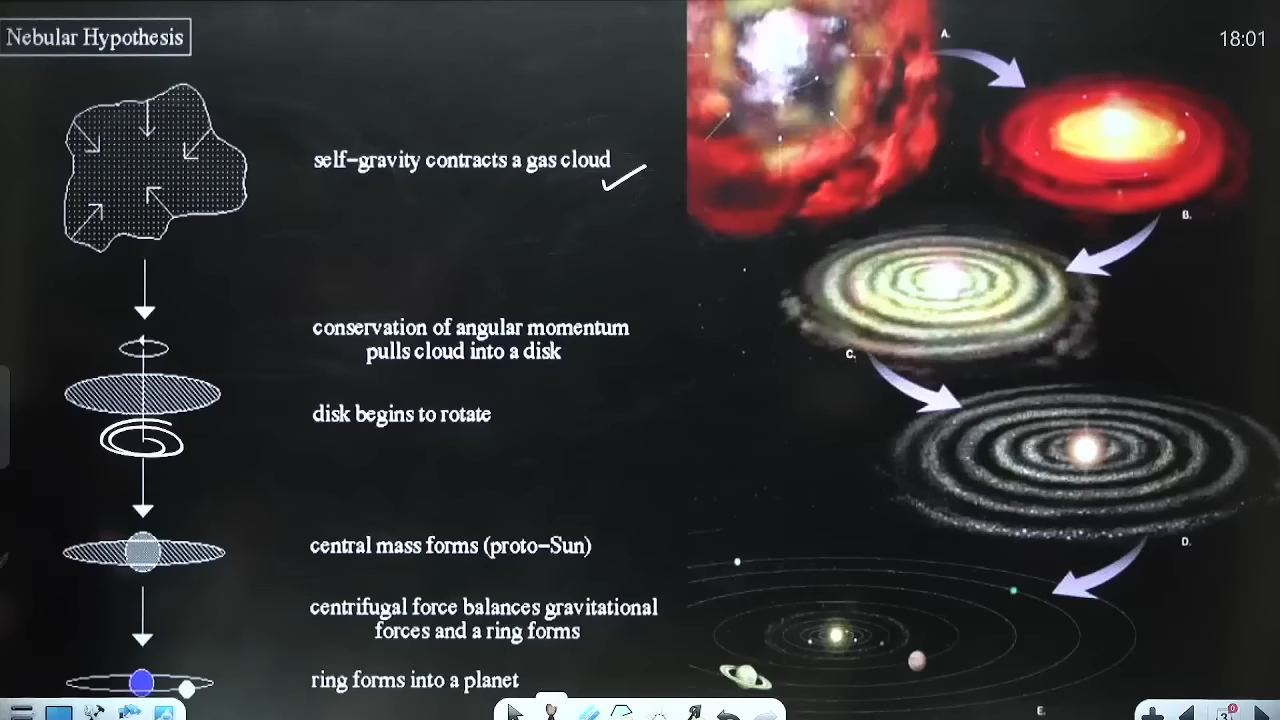 Nebular Hypothesis
18:01
A.
self-gravity contracts a gas cloud
B.
conservation of angular momentum
pulls cloud into a disk
C.
disk begins to rotate
D.
central mass forms (proto-Sun)
centrifugal force balances gravitational
forces and a ring forms
ring forms into a planet
E.